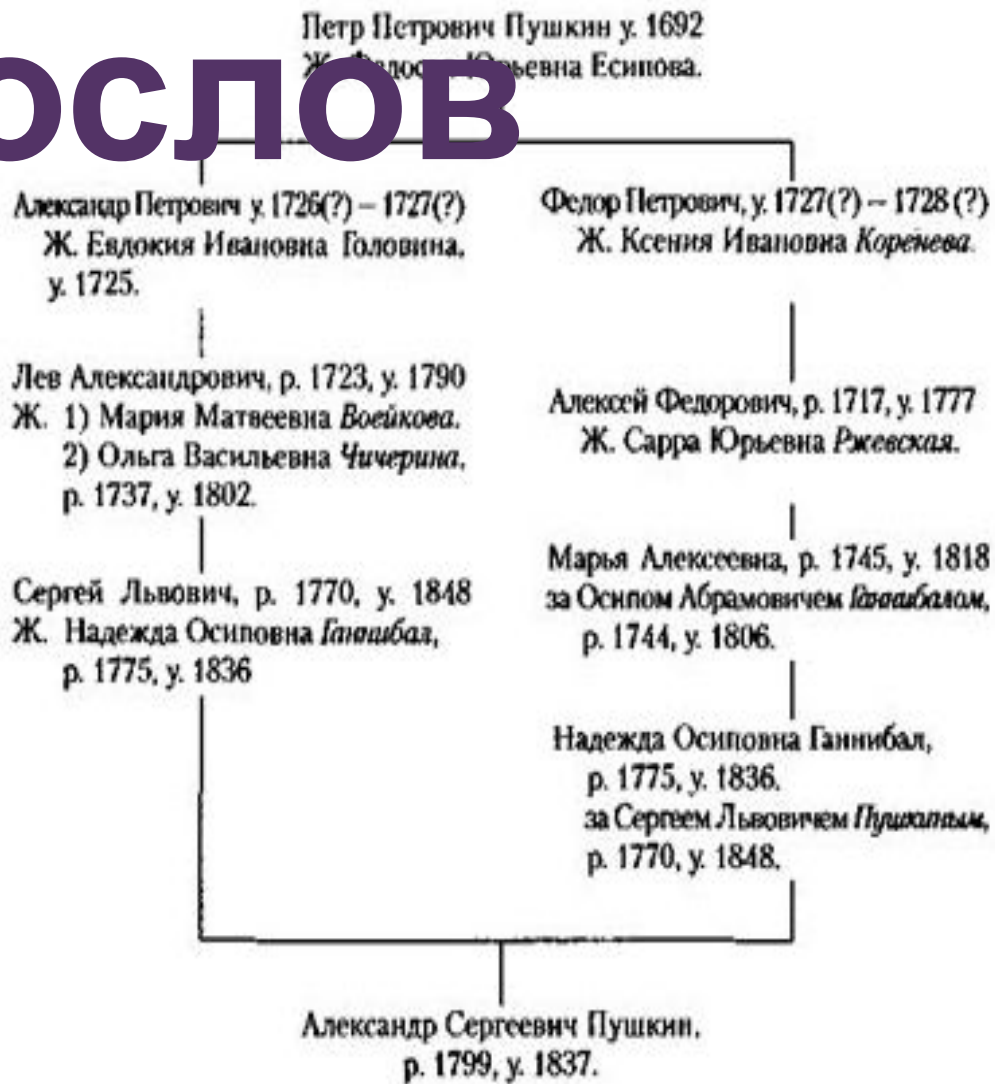 Петр Петрович Пушкин у. 1692
Ж. Юрьевна Есипова.
ослов
Александр Петрович у. 1726(?) – 1727(?)
Ж. Евдокия Ивановна Головина,
у. 1725.
Федор Петрович, у. 1727(?) – 1728 (?)
Ж. Ксения Ивановна Коренева.
Лев Александрович, р. 1723, у. 1790
Ж. 1) Мария Матвеевна Воейкова.
2) Ольга Васильевна Чичерина,
р. 1737, у. 1802.
Алексей Федорович, р. 1717, у. 1777
Ж. Сарра Юрьевна Ржевская.
Сергей Львович, р. 1770, у. 1848
Ж. Надежда Осиповна Ганнибал,
р. 1775, у. 1836
Марья Алексеевна, р. 1745, у. 1818
за Осипом Абрамовичем Ганнибалом,
р. 1744, у. 1806.
Надежда Осиповна Ганнибал,
р. 1775, у. 1836.
за Сергеем Львовичем Пушкиным,
р. 1770, у. 1848.
Александр Сергеевич Пушкин,
р. 1799, у. 1837.